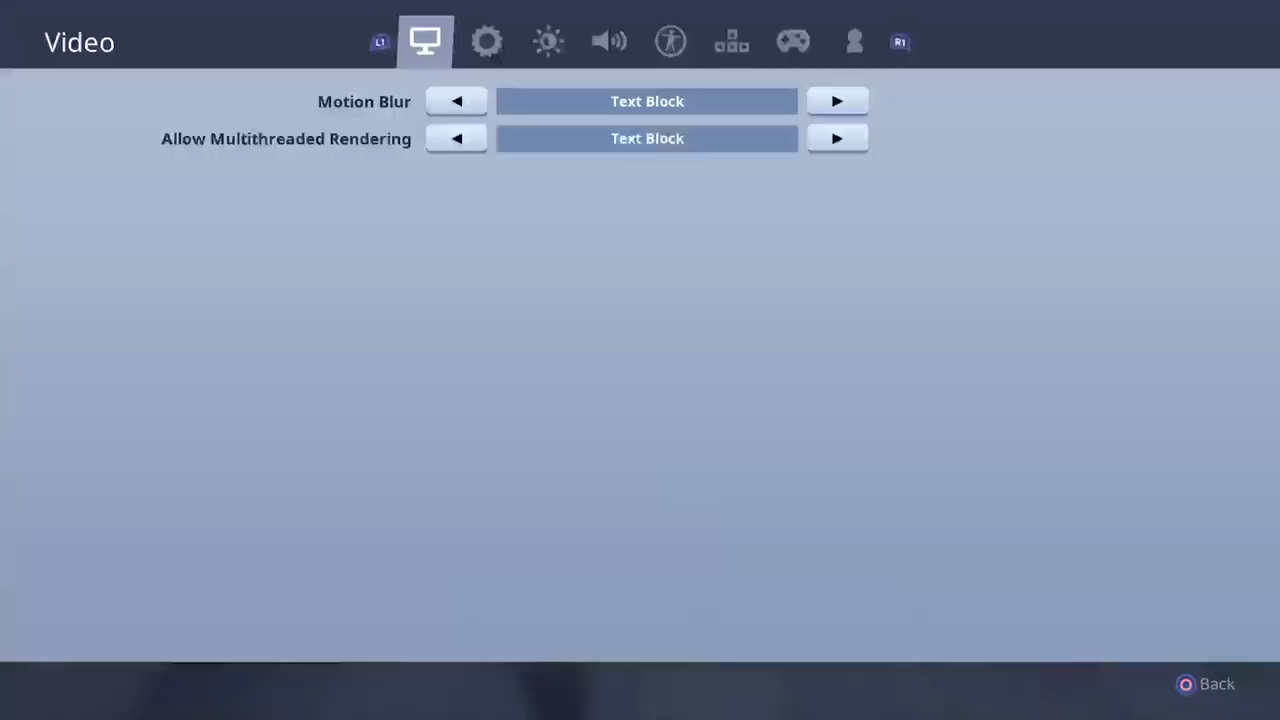 Video
L1
R1
Motion Blur
Text Block
Allow Multithreaded Rendering
Text Block
Back